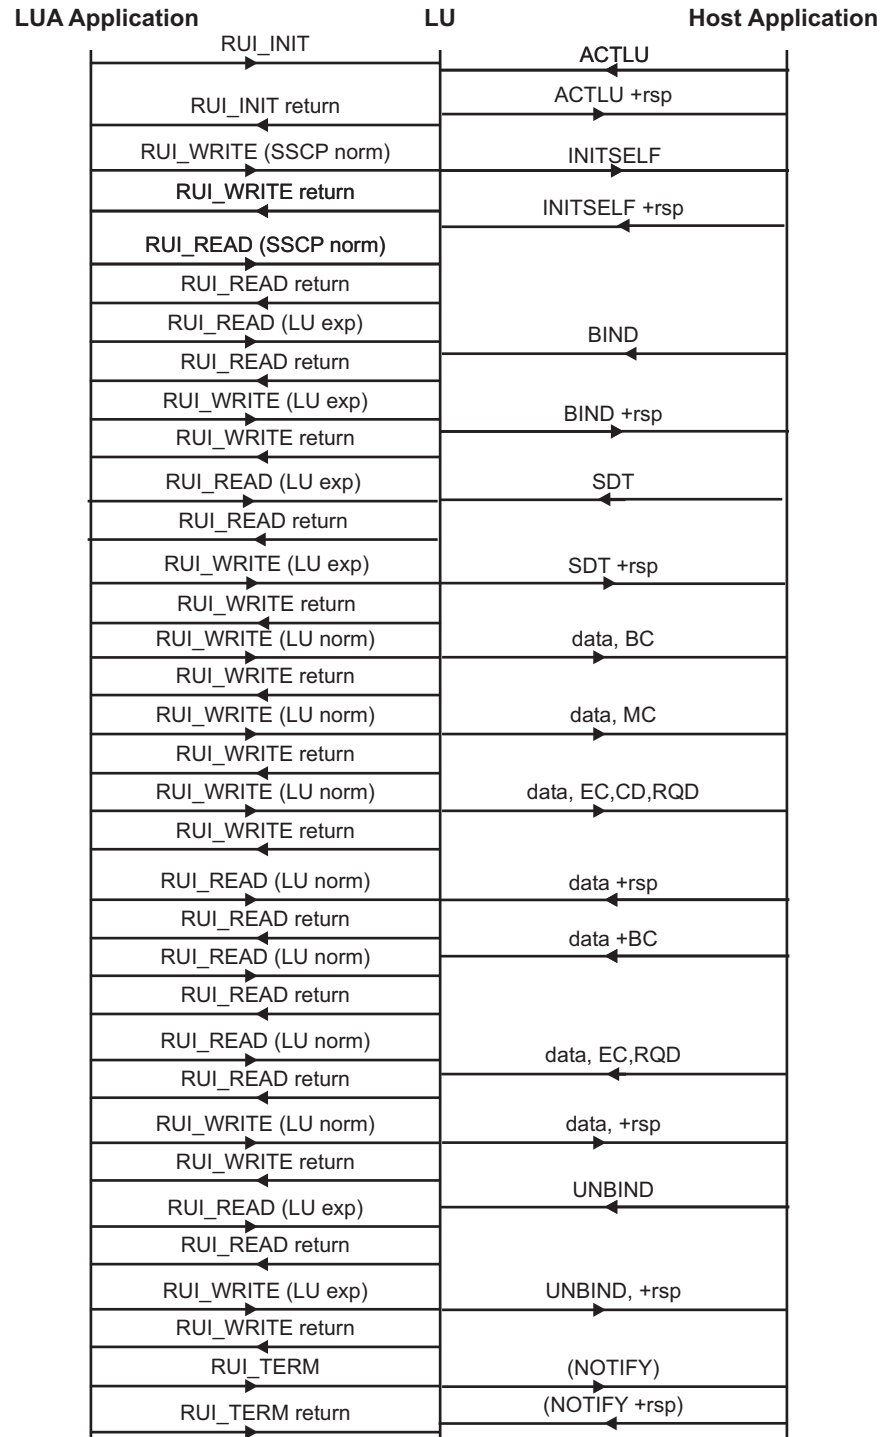 LUA Application LU Host Application
RUI_INIT
ACTLU
RUI_INIT return
ACTLU +rsp
RUI_WRITE (SSCP norm)
INITSELF
RUI_WRITE return
INITSELF +rsp
RUI_READ (SSCP norm)
RUI_READ return
RUI_READ (LU exp)
BIND
RUI_READ return
RUI_WRITE (LU exp)
BIND +rsp
RUI_WRITE return
RUI_READ (LU exp)
SDT
RUI_READ return
RUI_WRITE (LU exp)
SDT +rsp
RUI_WRITE return
RUI_WRITE (LU norm)
data, BC
RUI_WRITE return
RUI_WRITE (LU norm)
data, MC
RUI_WRITE return
RUI_WRITE (LU norm)
data, EC,CD,RQD
RUI_WRITE return
RUI_READ (LU norm)
data +rsp
RUI_READ return
data +BC
RUI_READ (LU norm)
RUI_READ return
RUI_READ (LU norm)
data, EC,RQD
RUI_READ return
RUI_WRITE (LU norm)
data, +rsp
RUI_WRITE return
UNBIND
RUI_READ (LU exp)
RUI_READ return
RUI_WRITE (LU exp)
UNBIND, +rsp
RUI_WRITE return
RUI_TERM
(NOTIFY)
RUI_TERM return
(NOTIFY +rsp)